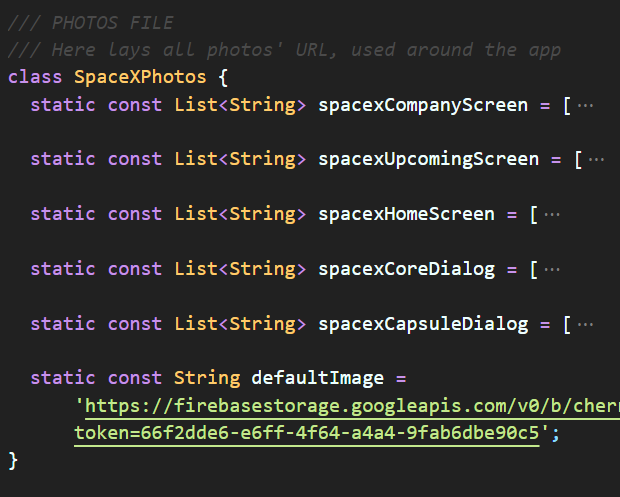 /// PHOTOS FILE
/// Here lays all photos' URL, used around the app
class SpaceXPhotos {
static const List<String> spacexCompanyScreen = [ ···
static const List<String> spacexUpcomingScreen = [ ···
static const List<String> spacexHomeScreen = [ ···
static const List<String> spacexCoreDialog = [ ···
static const List<String> spacexCapsuleDialog = [ ···
static const String defaultImage =
'https://firebasestorage.googleapis.com/v0/b/cherr
token=66f2dde6-e6ff-4f64-a4a4-9fab6dbe90c5';
}